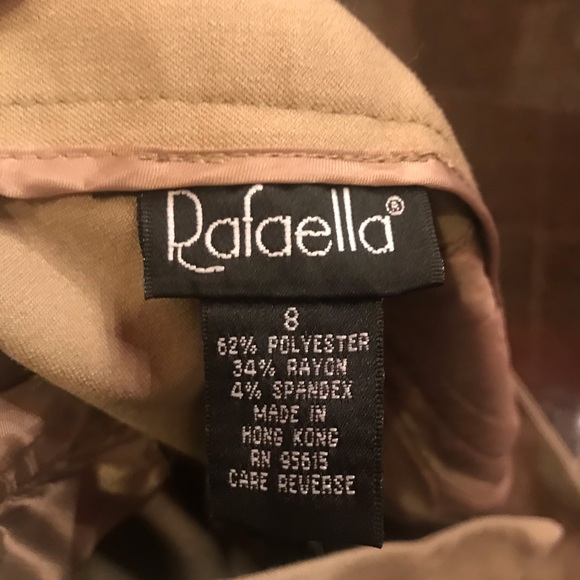 Rafaella®
8
62% POLYESTER
34% RAYON
4% SPANDEX
MADE IN
HONG KONG
RN 95615
CARE REVERSE